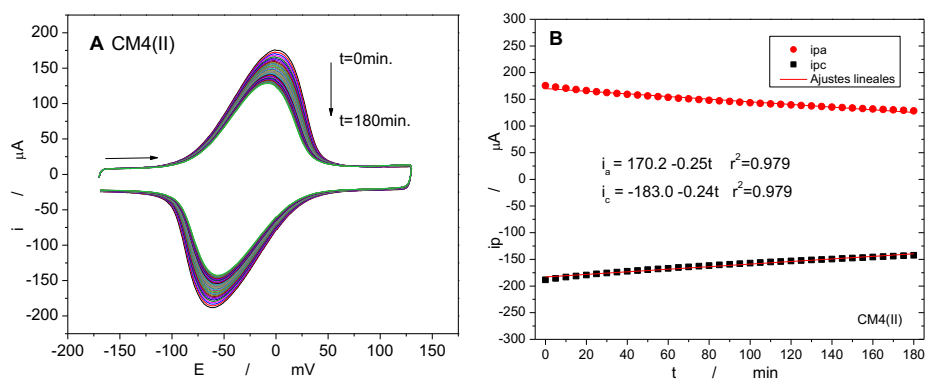 A CM4(II)
t=0min.
t=180min.
200
150
100
50
0
-50
-100
-150
-200
i / µA
-200 -150 -100 -50 0 50 100 150
E / mV
B
ipa
ipc
Ajustes lineales
i_a = 170.2 -0.25t r²=0.979
i_c = -183.0 -0.24t r²=0.979
CM4(II)
300
250
200
150
100
50
0
-50
-100
-150
-200
-250
-300
ip / µA
0 20 40 60 80 100 120 140 160 180
t / min